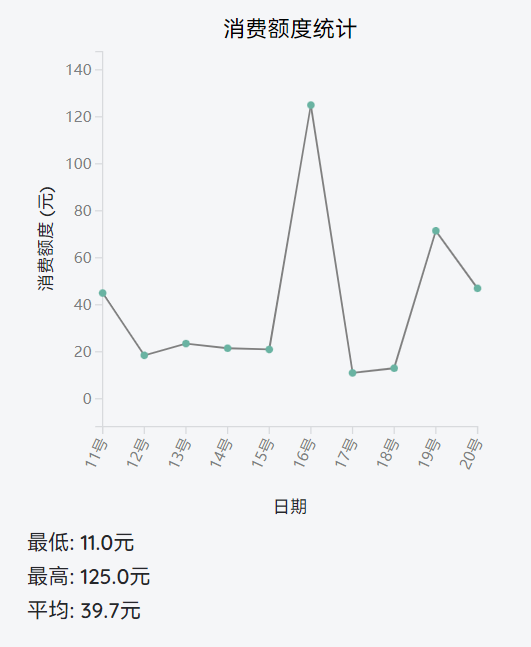 消费额度统计
140
120
100
80
60
40
20
0
消费额度 (元)
11号
12号
13号
14号
15号
16号
17号
18号
19号
20号
日期
最低: 11.0元
最高: 125.0元
平均: 39.7元